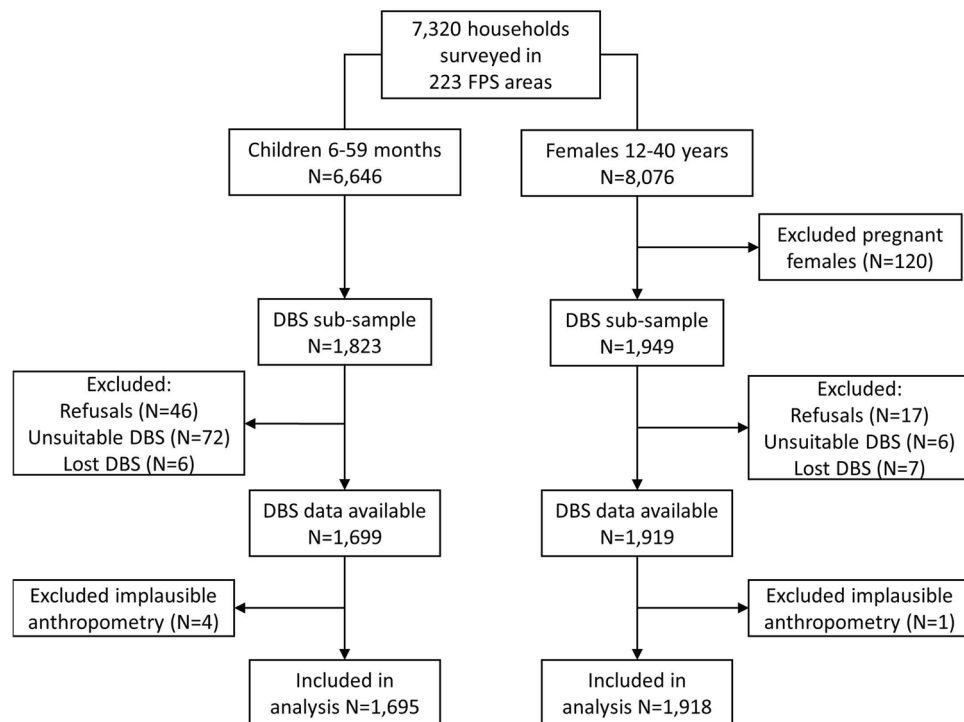 7,320 households
surveyed in
223 FPS areas
Children 6-59 months
N=6,646
Females 12-40 years
N=8,076
Excluded pregnant
females (N=120)
DBS sub-sample
N=1,823
DBS sub-sample
N=1,949
Excluded:
Refusals (N=46)
Unsuitable DBS (N=72)
Lost DBS (N=6)
Excluded:
Refusals (N=17)
Unsuitable DBS (N=6)
Lost DBS (N=7)
DBS data available
N=1,699
DBS data available
N=1,919
Excluded implausible
anthropometry (N=4)
Excluded implausible
anthropometry (N=1)
Included in
analysis N=1,695
Included in
analysis N=1,918